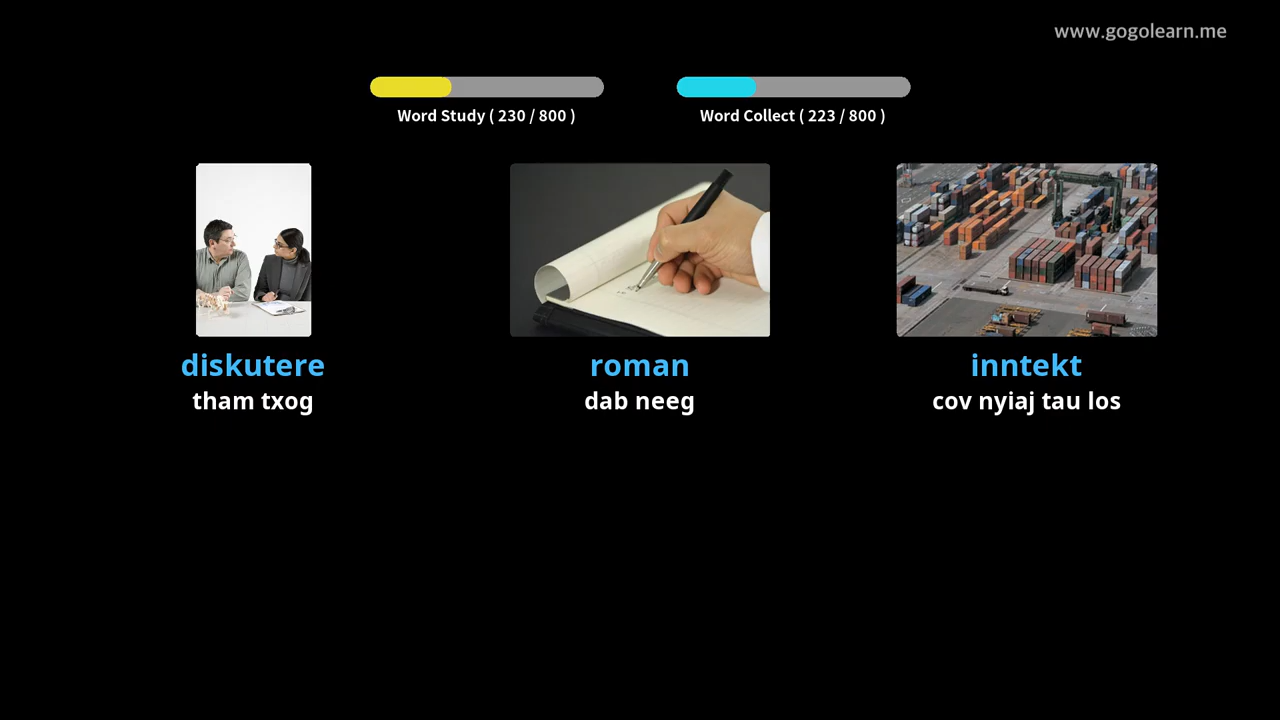 www.gogolearn.me
Word Study ( 230 / 800 )
Word Collect ( 223 / 800 )
diskutere
tham txog
roman
dab neeg
inntekt
cov nyiaj tau los